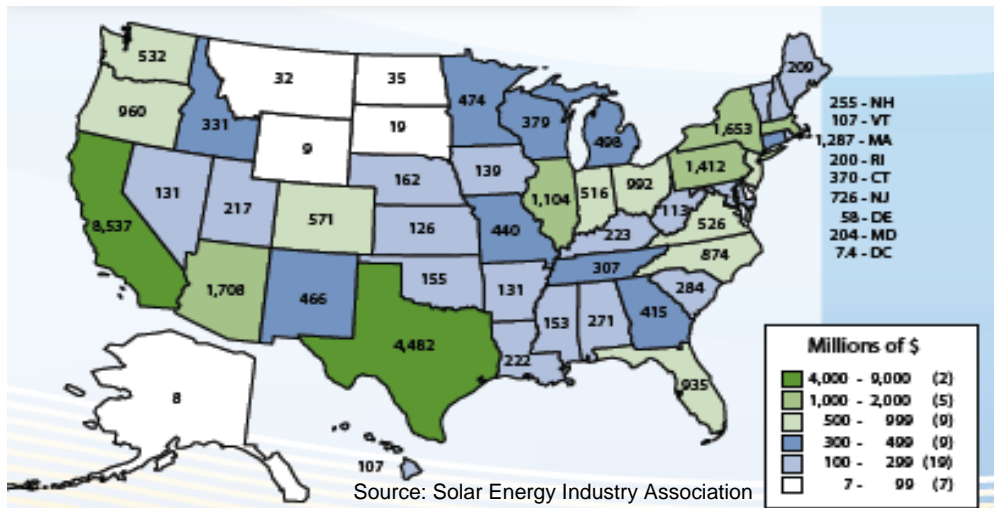 532
32
35
474
209
960
331
19
379
498
1,653
255 - NH
107 - VT
1,287 - MA
200 - RI
370 - CT
726 - NJ
58 - DE
204 - MD
7.4 - DC
9
139
1,412
131
217
162
1,104
516
992
8,537
571
126
440
223
113
526
874
1,708
466
155
131
307
284
4,482
153
271
415
222
935
8
107
Millions of $
4,000 - 9,000 (2)
1,000 - 2,000 (5)
500 - 999 (9)
300 - 499 (9)
100 - 299 (19)
7 - 99 (7)
Source: Solar Energy Industry Association